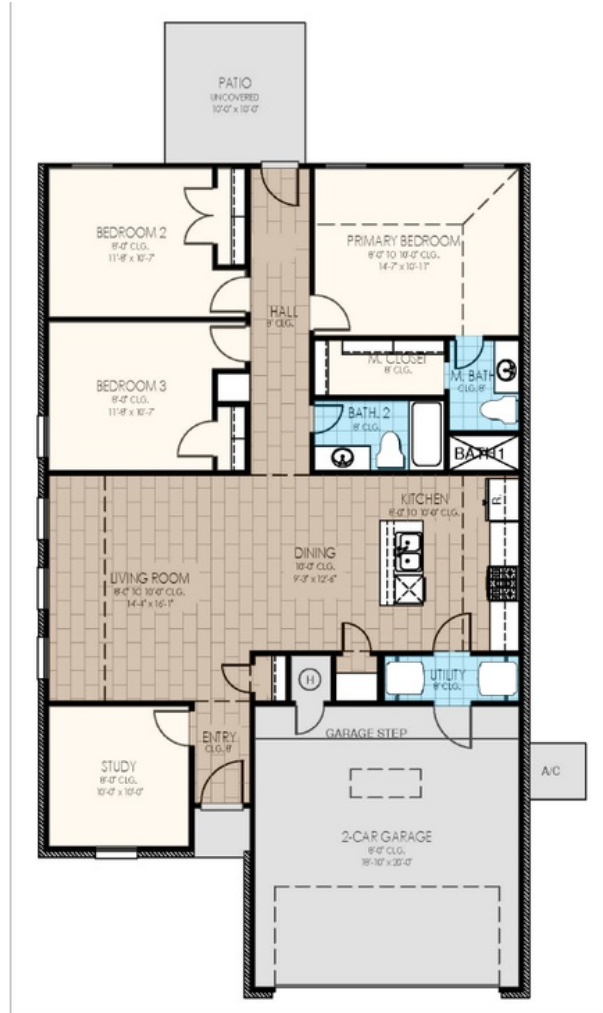 PATIO
UNCOVERED
10'-0" x 10'-0"
BEDROOM 2
8'-0" CLG.
11'-8" x 10'-7"
PRIMARY BEDROOM
8'-0" TO 10'-0" CLG.
14'-7" x 10'-11"
HALL
8' CLG.
M. CLOSET
8' CLG.
M. BATH
CLG. 8'
BEDROOM 3
8'-0" CLG.
11'-8" x 10'-7"
BATH. 2
8' CLG.
BATH1
KITCHEN
8'-0" TO 10'-0" CLG.
R.
DINING
10'-0" CLG.
9'-3" x 12'-6"
LIVING ROOM
8'-0" TO 10'-0" CLG.
14'-4" x 16'-1"
H
UTILITY
8' CLG.
ENTRY
CLG. 8'
GARAGE STEP
STUDY
8'-0" CLG.
10'-0" x 10'-0"
A/C
2-CAR GARAGE
8'-0" CLG.
18'-10" x 20'-0"